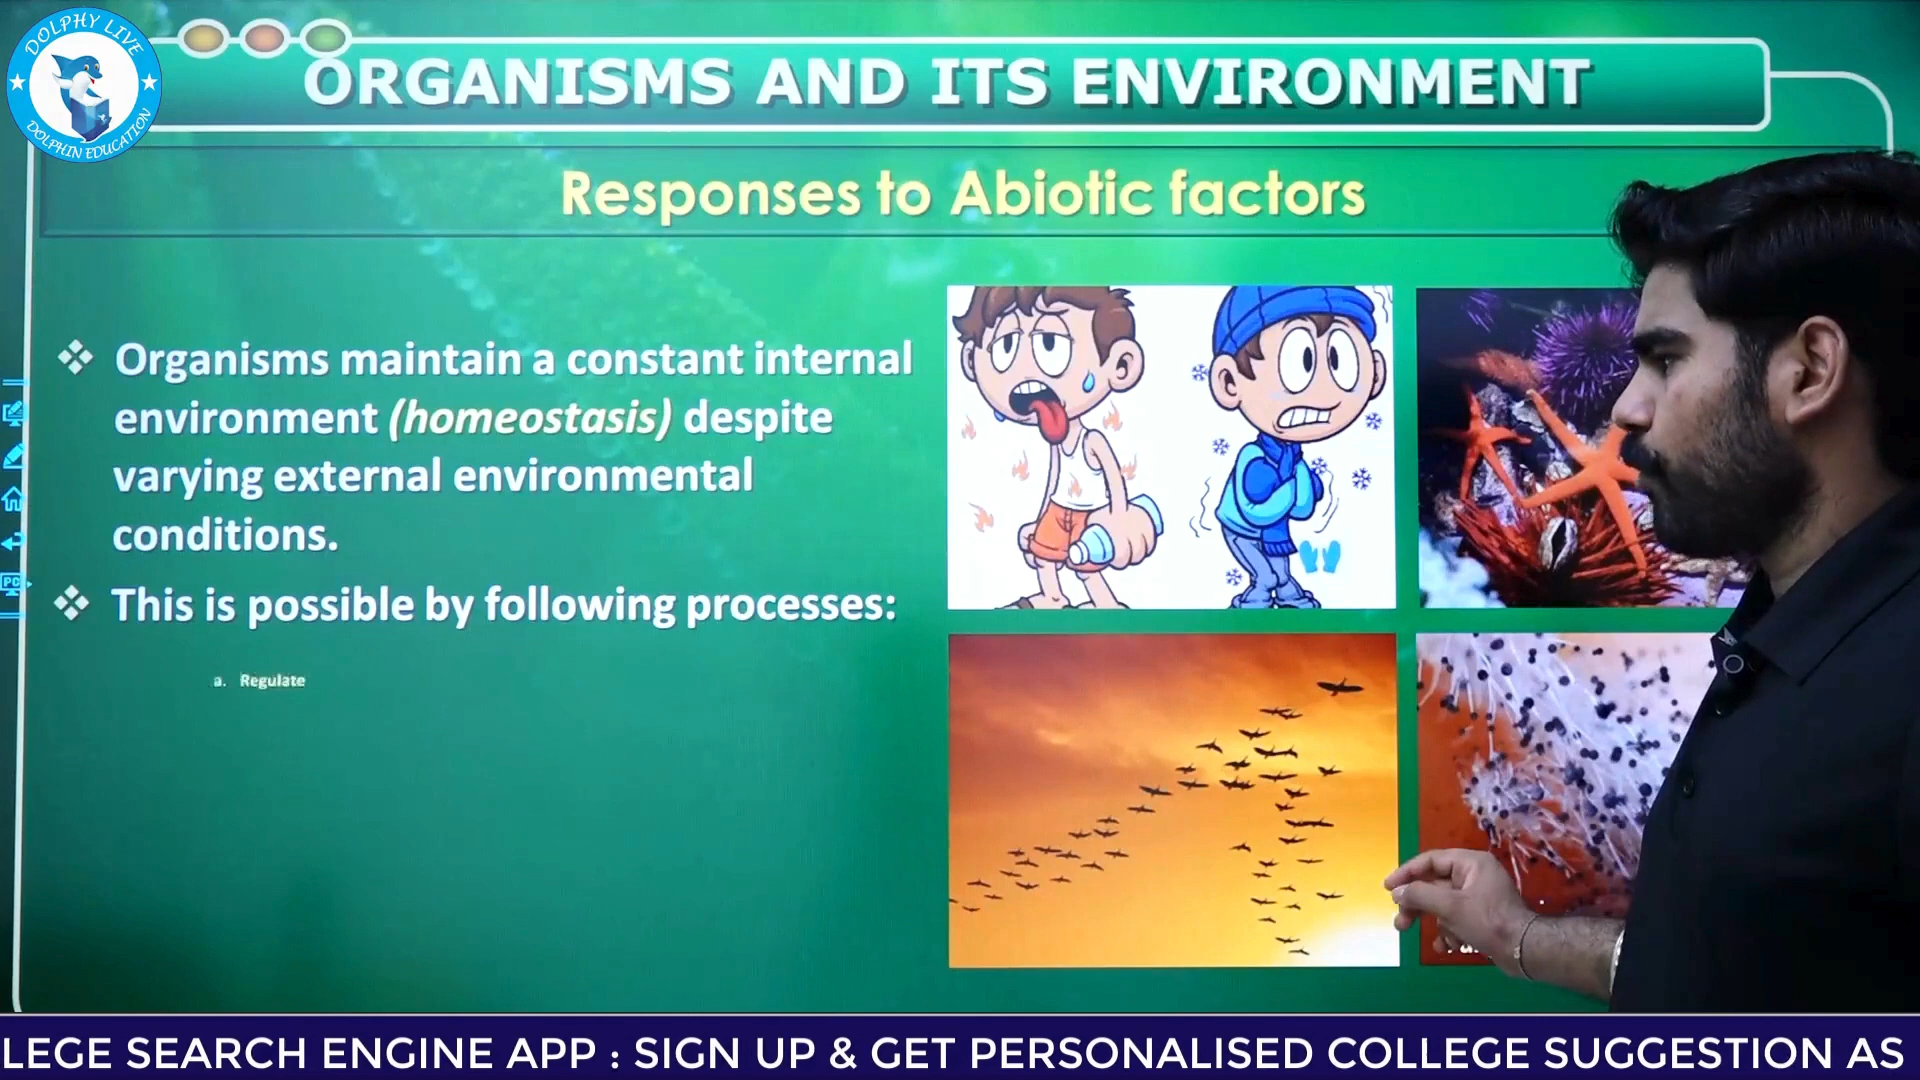 DOLPHY LIVE
DOLPHIN EDUCATION
ORGANISMS AND ITS ENVIRONMENT
Responses to Abiotic factors
Organisms maintain a constant internal
environment (homeostasis) despite
varying external environmental
conditions.
This is possible by following processes:
a. Regulate
PC
LEGE SEARCH ENGINE APP : SIGN UP & GET PERSONALISED COLLEGE SUGGESTION AS